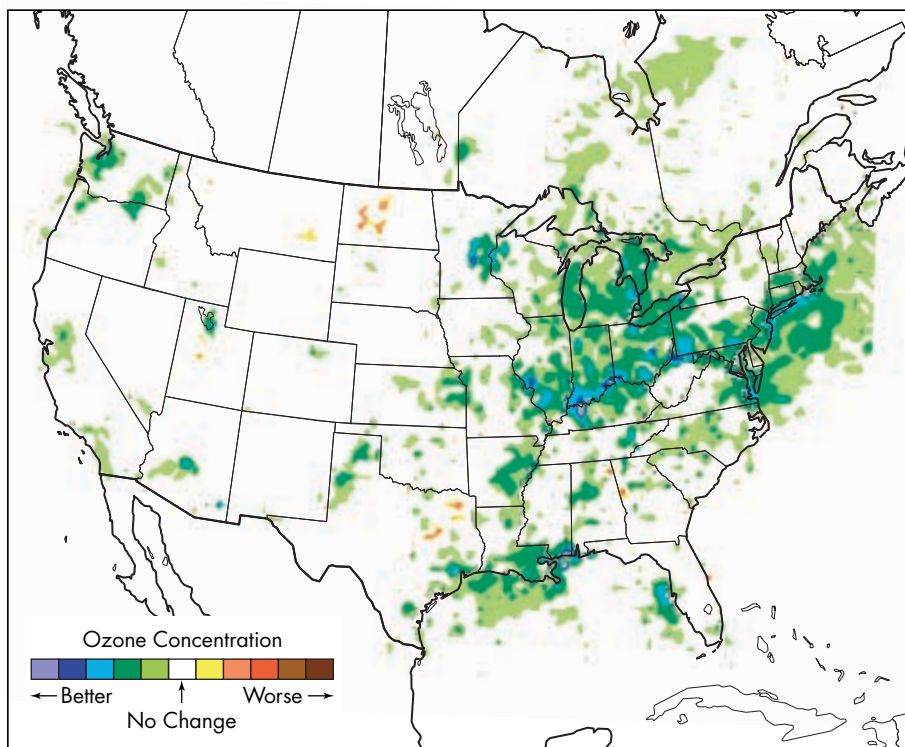 Ozone Concentration
← Better Worse →
No Change